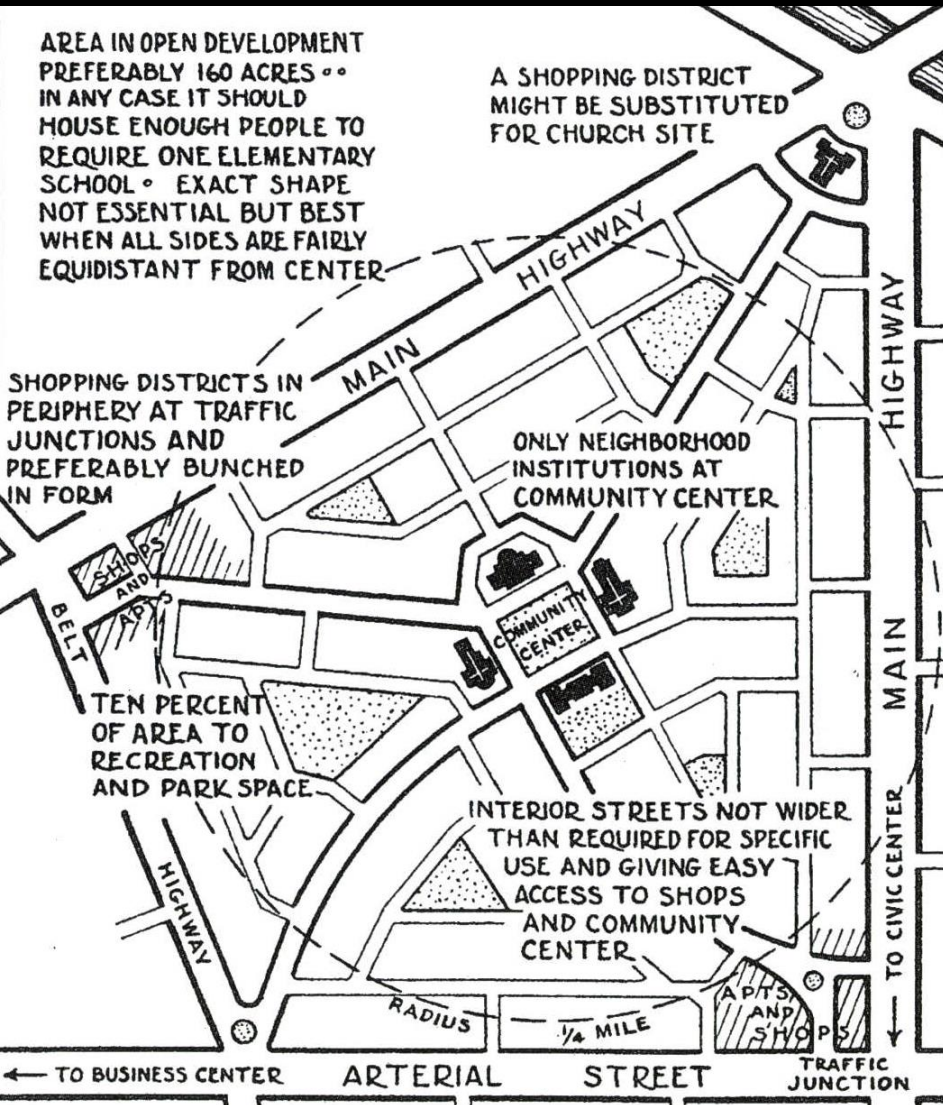 AREA IN OPEN DEVELOPMENT
PREFERABLY 160 ACRES • •
IN ANY CASE IT SHOULD
HOUSE ENOUGH PEOPLE TO
REQUIRE ONE ELEMENTARY
SCHOOL • EXACT SHAPE
NOT ESSENTIAL BUT BEST
WHEN ALL SIDES ARE FAIRLY
EQUIDISTANT FROM CENTER
A SHOPPING DISTRICT
MIGHT BE SUBSTITUTED
FOR CHURCH SITE
MAIN HIGHWAY
SHOPPING DISTRICTS IN
PERIPHERY AT TRAFFIC
JUNCTIONS AND
PREFERABLY BUNCHED
IN FORM
ONLY NEIGHBORHOOD
INSTITUTIONS AT
COMMUNITY CENTER
MAIN HIGHWAY
SHOPS
AND
APTS
BELT
COMMUNITY
CENTER
TEN PERCENT
OF AREA TO
RECREATION
AND PARK SPACE
INTERIOR STREETS NOT WIDER
THAN REQUIRED FOR SPECIFIC
USE AND GIVING EASY
ACCESS TO SHOPS
AND COMMUNITY
CENTER
HIGHWAY
TO CIVIC CENTER
RADIUS 1/4 MILE
APTS
AND
SHOPS
← TO BUSINESS CENTER
ARTERIAL STREET
TRAFFIC
JUNCTION